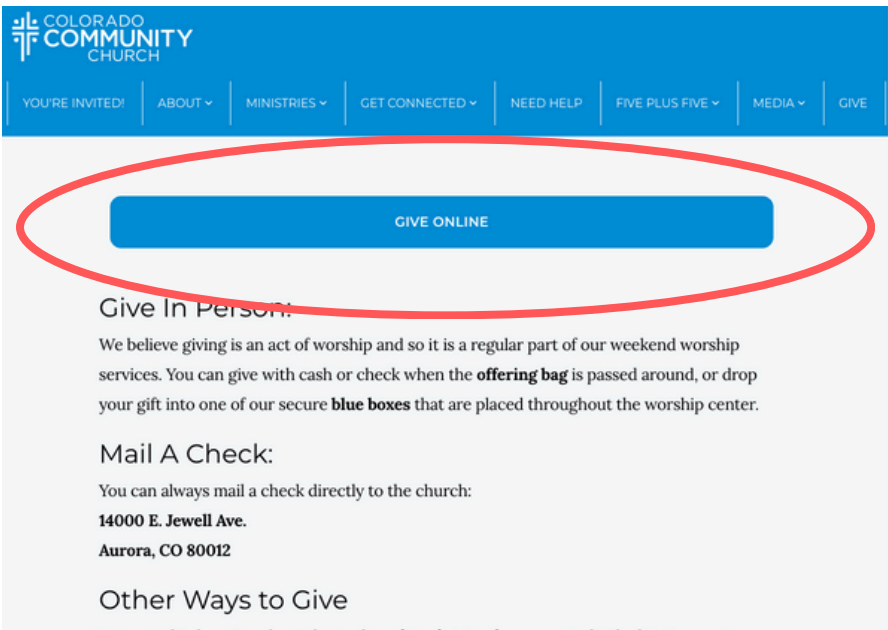 COLORADO
COMMUNITY
CHURCH
YOU'RE INVITED! ABOUT MINISTRIES GET CONNECTED NEED HELP FIVE PLUS FIVE MEDIA GIVE
GIVE ONLINE
Give In Person:
We believe giving is an act of worship and so it is a regular part of our weekend worship
services. You can give with cash or check when the offering bag is passed around, or drop
your gift into one of our secure blue boxes that are placed throughout the worship center.
Mail A Check:
You can always mail a check directly to the church:
14000 E. Jewell Ave.
Aurora, CO 80012
Other Ways to Give